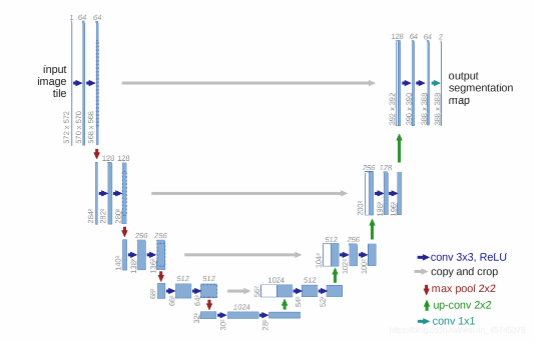 1 64 64
128 64 64 2
input
image
tile
output
segmentation
map
572 x 572
570 x 570
568 x 568
392 x 392
390 x 390
388 x 388
388 x 388
128 128
256 128
284²
282²
280²
200²
198²
196²
256 256
512 256
140²
138²
136²
104²
102²
100²
512 512
1024 512
68²
66²
64²
56²
54²
52²
1024
32²
30²
28²
conv 3x3, ReLU
copy and crop
max pool 2x2
up-conv 2x2
conv 1x1